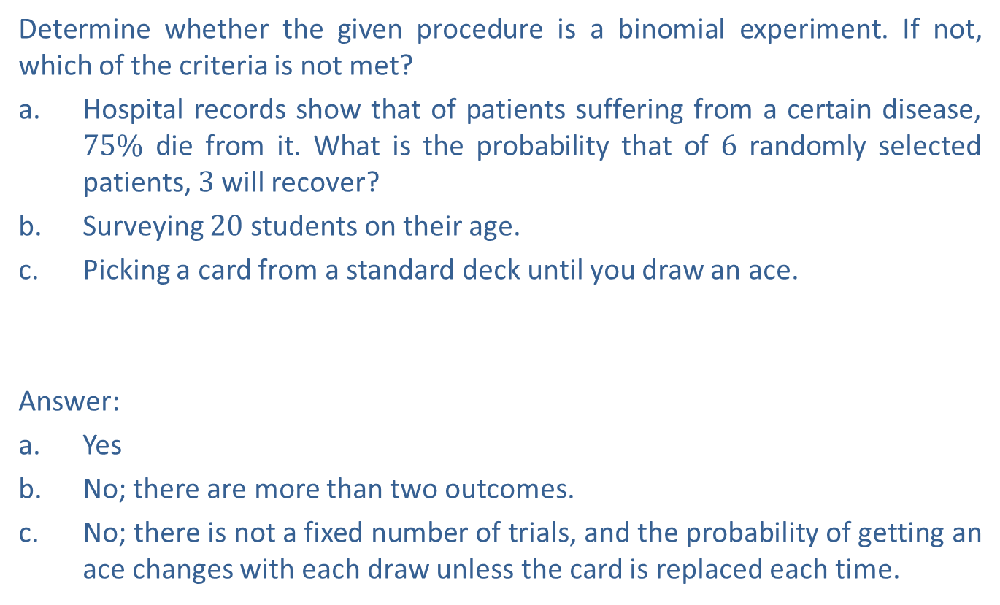 Determine whether the given procedure is a binomial experiment. If not,
which of the criteria is not met?
a. Hospital records show that of patients suffering from a certain disease,
75% die from it. What is the probability that of 6 randomly selected
patients, 3 will recover?
b. Surveying 20 students on their age.
c. Picking a card from a standard deck until you draw an ace.
Answer:
a. Yes
b. No; there are more than two outcomes.
c. No; there is not a fixed number of trials, and the probability of getting an
ace changes with each draw unless the card is replaced each time.